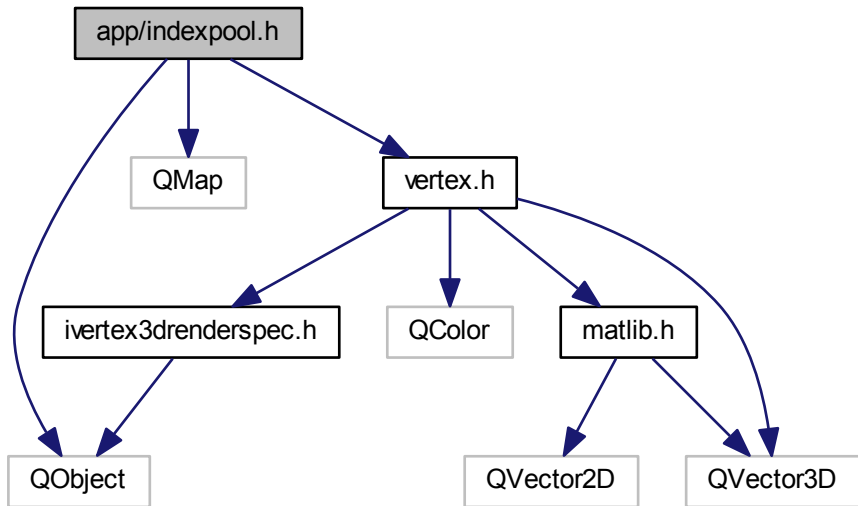 app/indexpool.h
QMap
vertex.h
ivertex3drenderspec.h
QColor
matlib.h
QObject
QVector2D
QVector3D